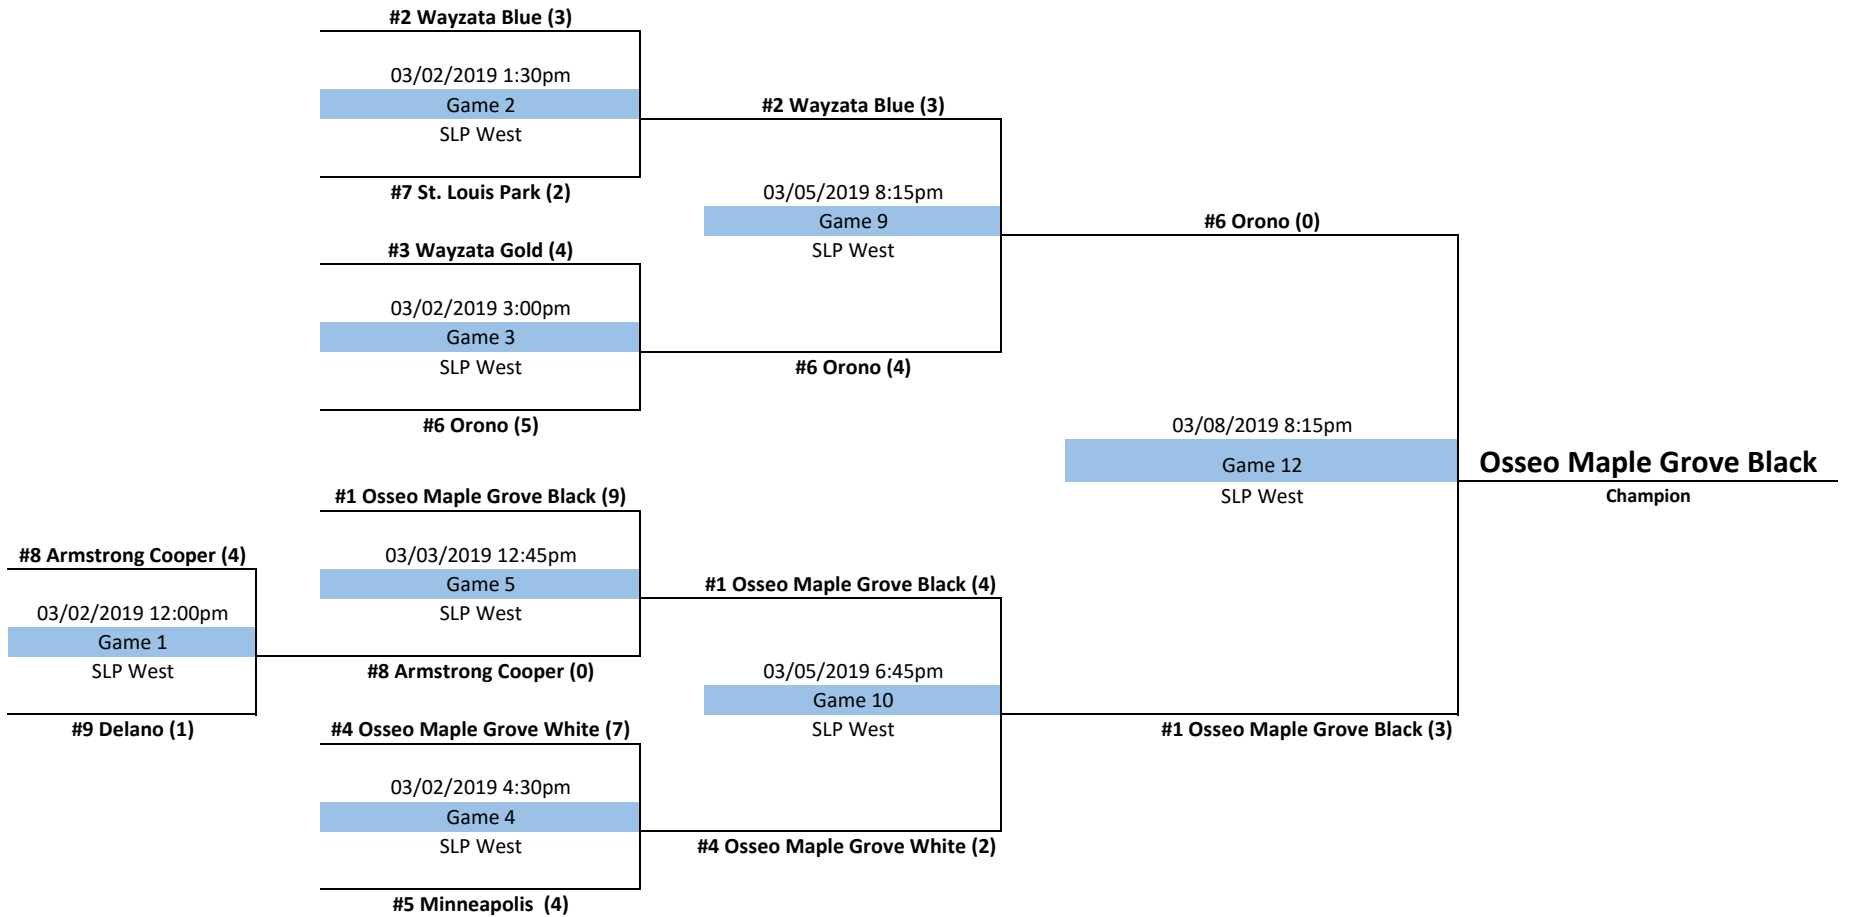 #2 Wayzata Blue (3)
03/02/2019 1:30pm
Game 2
SLP West
#7 St. Louis Park (2)
#3 Wayzata Gold (4)
03/02/2019 3:00pm
Game 3
SLP West
#6 Orono (5)
#8 Armstrong Cooper (4)
03/02/2019 12:00pm
Game 1
SLP West
#9 Delano (1)
#1 Osseo Maple Grove Black (9)
03/03/2019 12:45pm
Game 5
SLP West
#8 Armstrong Cooper (0)
#4 Osseo Maple Grove White (7)
03/02/2019 4:30pm
Game 4
SLP West
#5 Minneapolis  (4)
#2 Wayzata Blue (3)
03/05/2019 8:15pm
Game 9
SLP West
#6 Orono (4)
#1 Osseo Maple Grove Black (4)
03/05/2019 6:45pm
Game 10
SLP West
#4 Osseo Maple Grove White (2)
#6 Orono (0)
03/08/2019 8:15pm
Game 12
SLP West
#1 Osseo Maple Grove Black (3)
Osseo Maple Grove Black
Champion